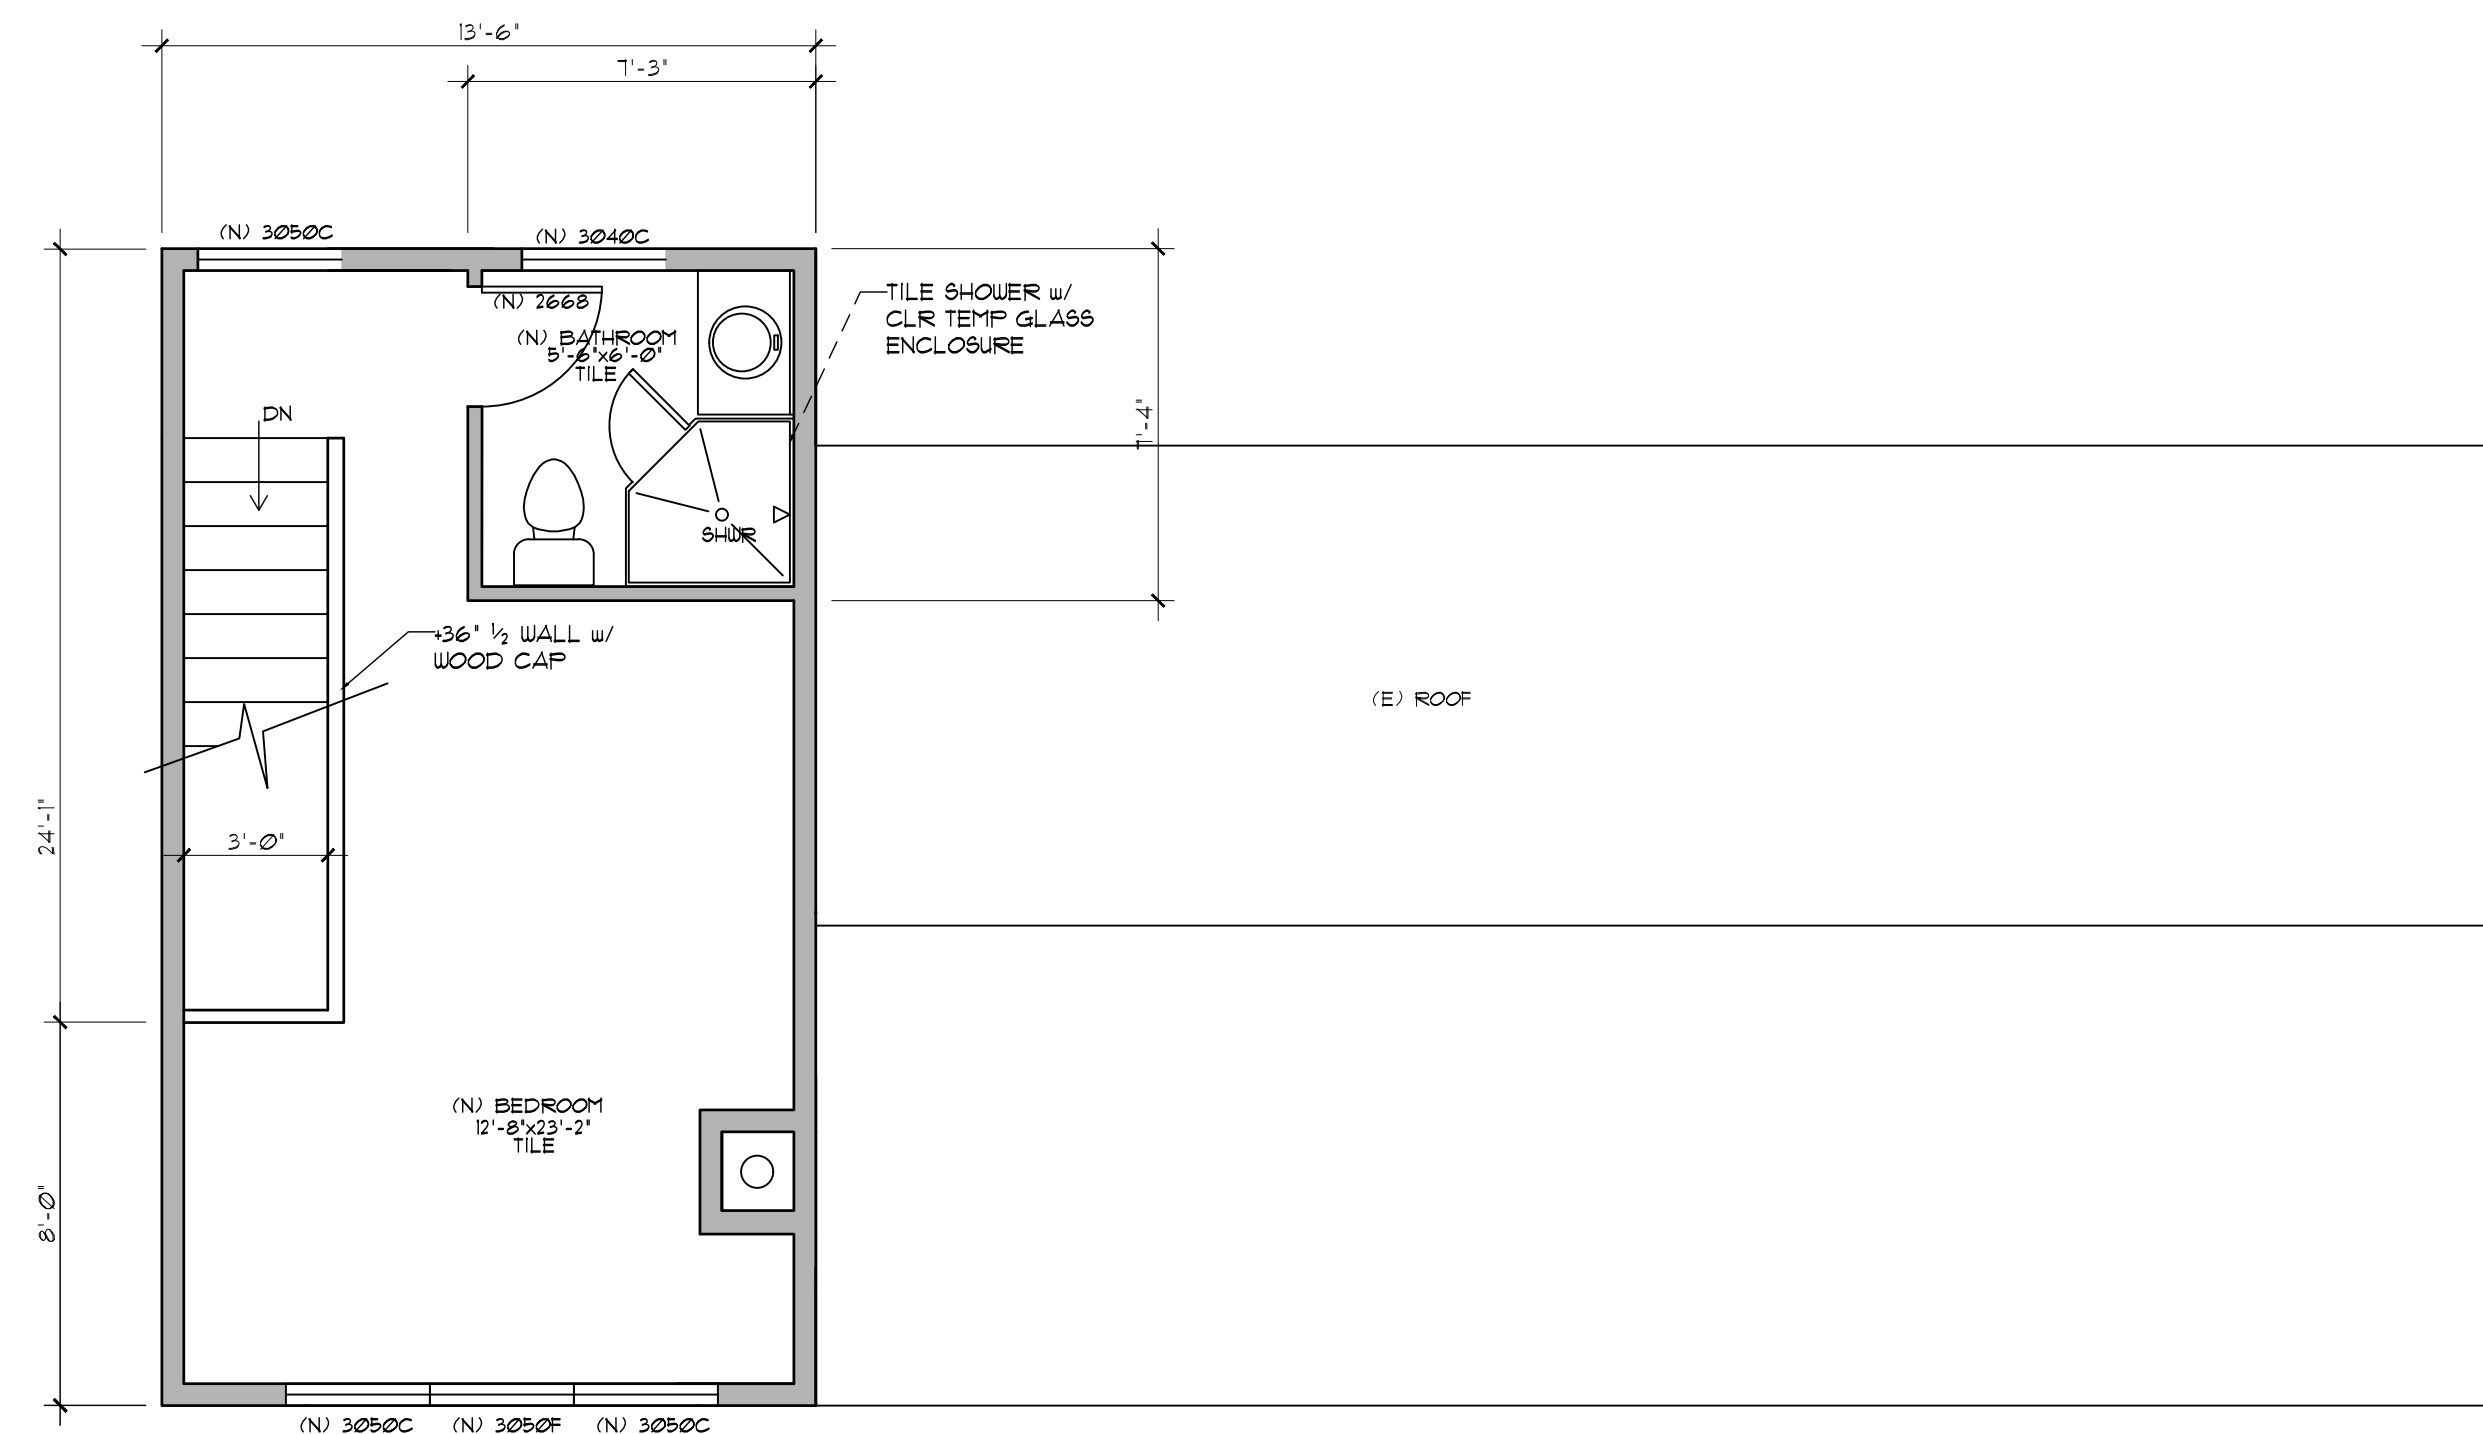 13'-6"
7'-3"
(N) 3050C
(N) 3040C
(N) 2668
TILE SHOWER w/
CLR TEMP GLASS
ENCLOSURE
(N) BATHROOM
5'-6"x6'-0"
TILE
DN
7'-4"
SHWR
+36" ½ WALL w/
WOOD CAP
(E) ROOF
24'-1"
3'-0"
(N) BEDROOM
12'-8"x23'-2"
TILE
8'-0"
(N) 3050C
(N) 3050F
(N) 3050C